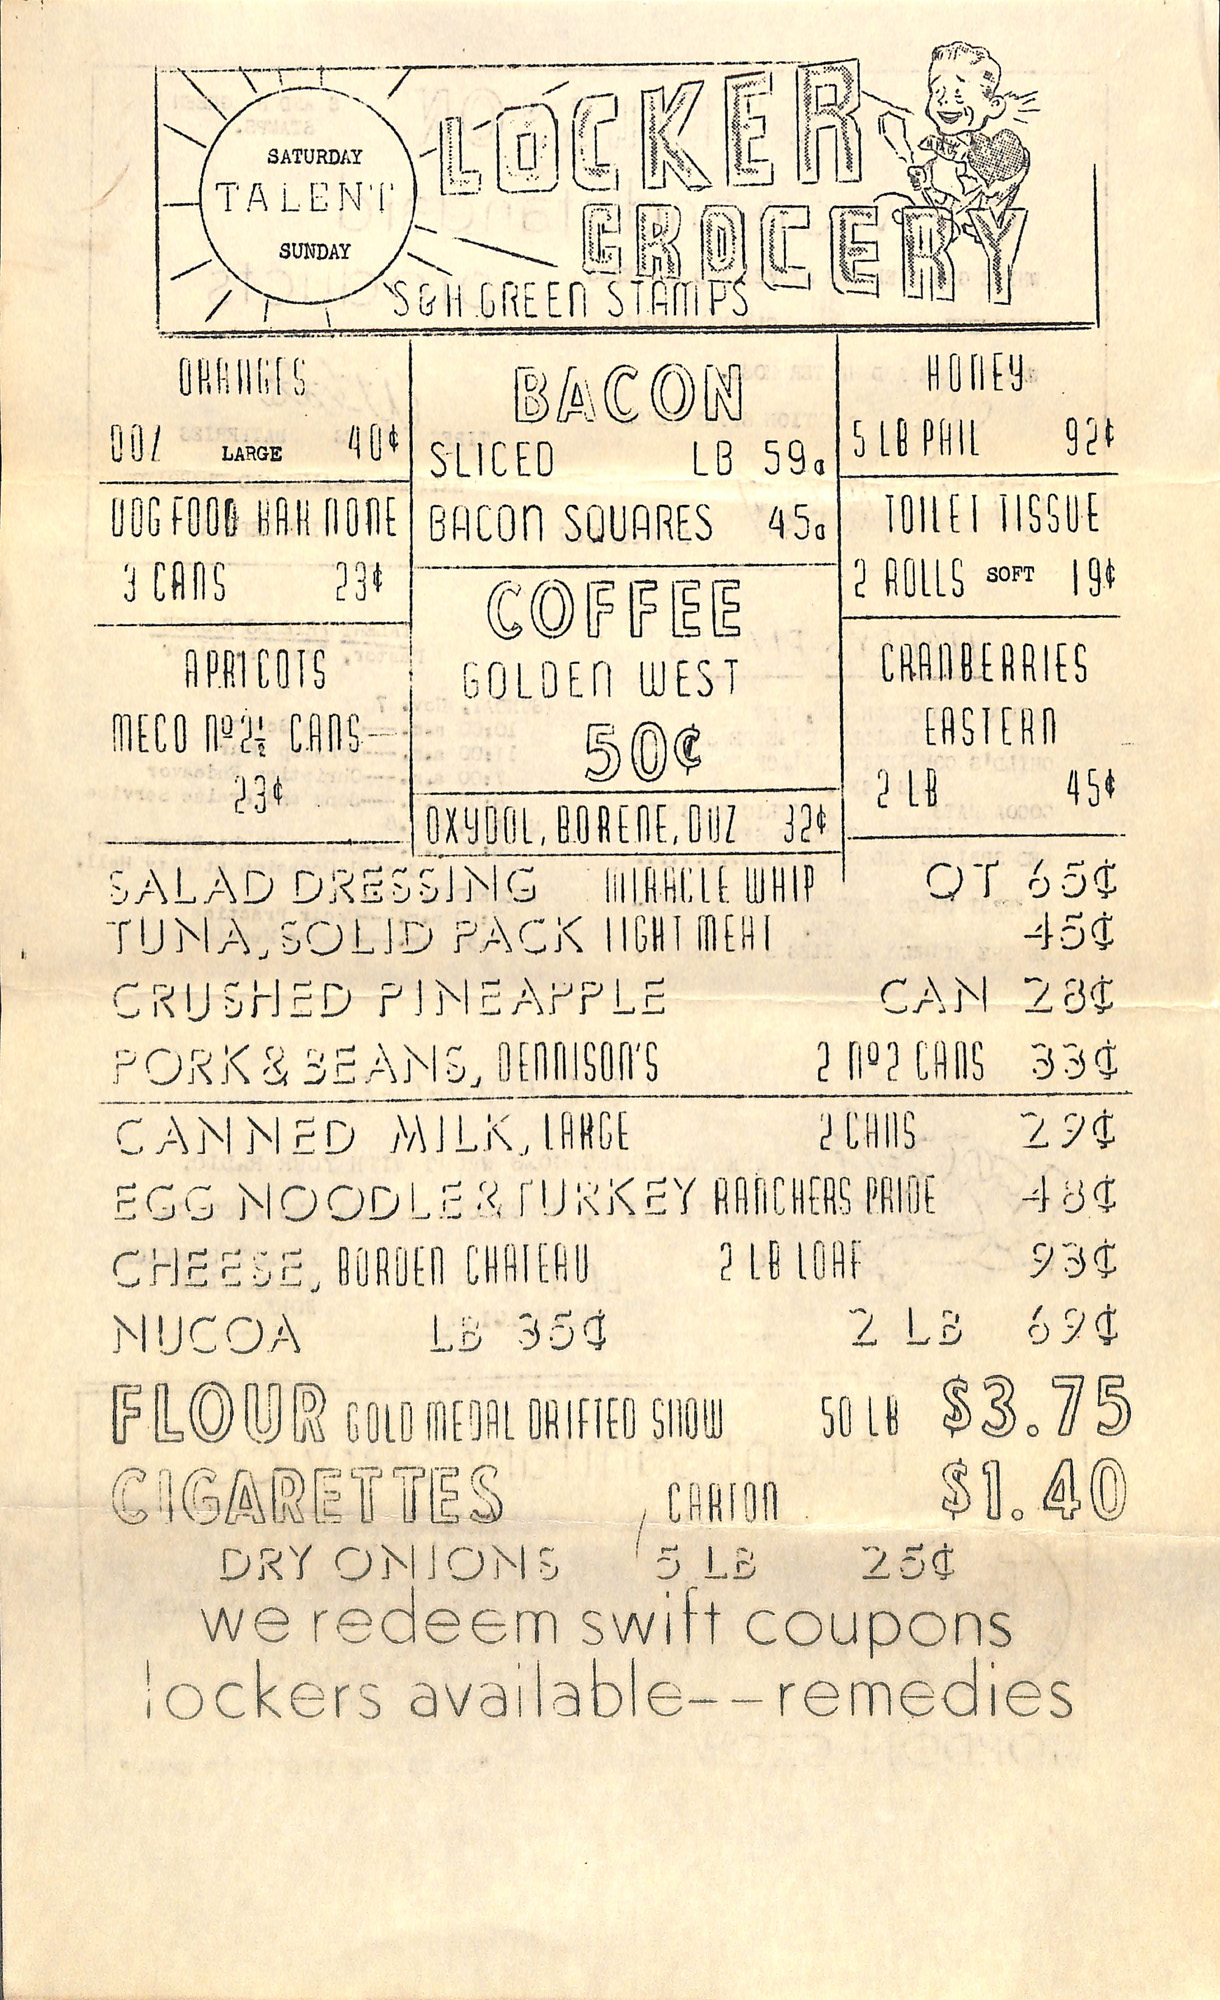 SATURDAY
TALENT
SUNDAY
LOCKER
GROCERY
S&H GREEN STAMPS
ORANGES
DOZ LARGE 40¢
DOG FOOD BAR NONE
3 CANS 23¢
APRICOTS
MECO Nº2½ CANS
23¢
BACON
SLICED LB 59¢
BACON SQUARES 45¢
COFFEE
GOLDEN WEST
50¢
OXYDOL, BORENE, DUZ 32¢
HONEY
5 LB PAIL 92¢
TOILET TISSUE
2 ROLLS SOFT 19¢
CRANBERRIES
EASTERN
2 LB 45¢
SALAD DRESSING MIRACLE WHIP QT 65¢
TUNA, SOLID PACK LIGHT MEAT 45¢
CRUSHED PINEAPPLE CAN 28¢
PORK & BEANS, DENNISON'S 2 Nº2 CANS 33¢
CANNED MILK, LARGE 2 CANS 29¢
EGG NOODLE & TURKEY RANCHERS PRIDE 48¢
CHEESE, BORDEN CHATEAU 2 LB LOAF 93¢
NUCOA LB 35¢ 2 LB 69¢
FLOUR GOLD MEDAL DRIFTED SNOW 50 LB $3.75
CIGARETTES CARTON $1.40
DRY ONIONS 5 LB 25¢
we redeem swift coupons
lockers available--remedies